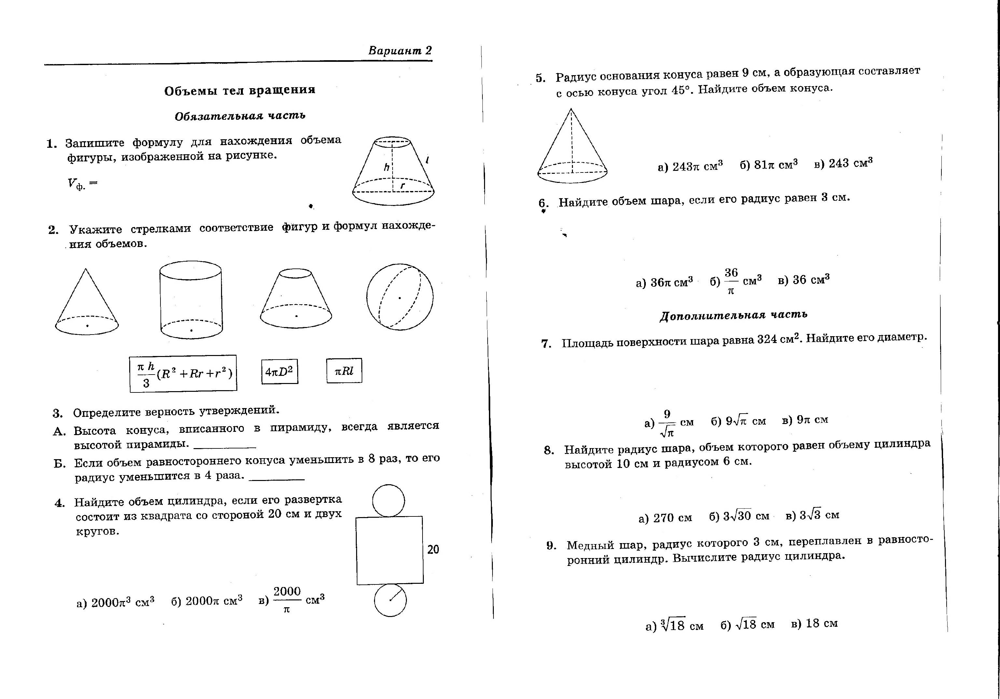 Вариант 2
Объемы тел вращения
Обязательная часть
1. Запишите формулу для нахождения объема
фигуры, изображенной на рисунке.
Vф. =
h
l
r
2. Укажите стрелками соответствие фигур и формул нахожде-
ния объемов.
π h/3 (R² + Rr + r²)
4πD²
πRl
3. Определите верность утверждений.
А. Высота конуса, вписанного в пирамиду, всегда является
высотой пирамиды. __________
Б. Если объем равностороннего конуса уменьшить в 8 раз, то его
радиус уменьшится в 4 раза. _________
4. Найдите объем цилиндра, если его развертка
состоит из квадрата со стороной 20 см и двух
кругов.
20
а) 2000π³ см³ б) 2000π см³ в) 2000/π см³
5. Радиус основания конуса равен 9 см, а образующая составляет
с осью конуса угол 45°. Найдите объем конуса.
а) 243π см³ б) 81π см³ в) 243 см³
6. Найдите объем шара, если его радиус равен 3 см.
а) 36π см³ б) 36/π см³ в) 36 см³
Дополнительная часть
7. Площадь поверхности шара равна 324 см². Найдите его диаметр.
а) 9/√π см б) 9√π см в) 9π см
8. Найдите радиус шара, объем которого равен объему цилиндра
высотой 10 см и радиусом 6 см.
а) 270 см б) 3√30 см в) 3√3 см
9. Медный шар, радиус которого 3 см, переплавлен в равносто-
ронний цилиндр. Вычислите радиус цилиндра.
а) ∛18 см б) √18 см в) 18 см